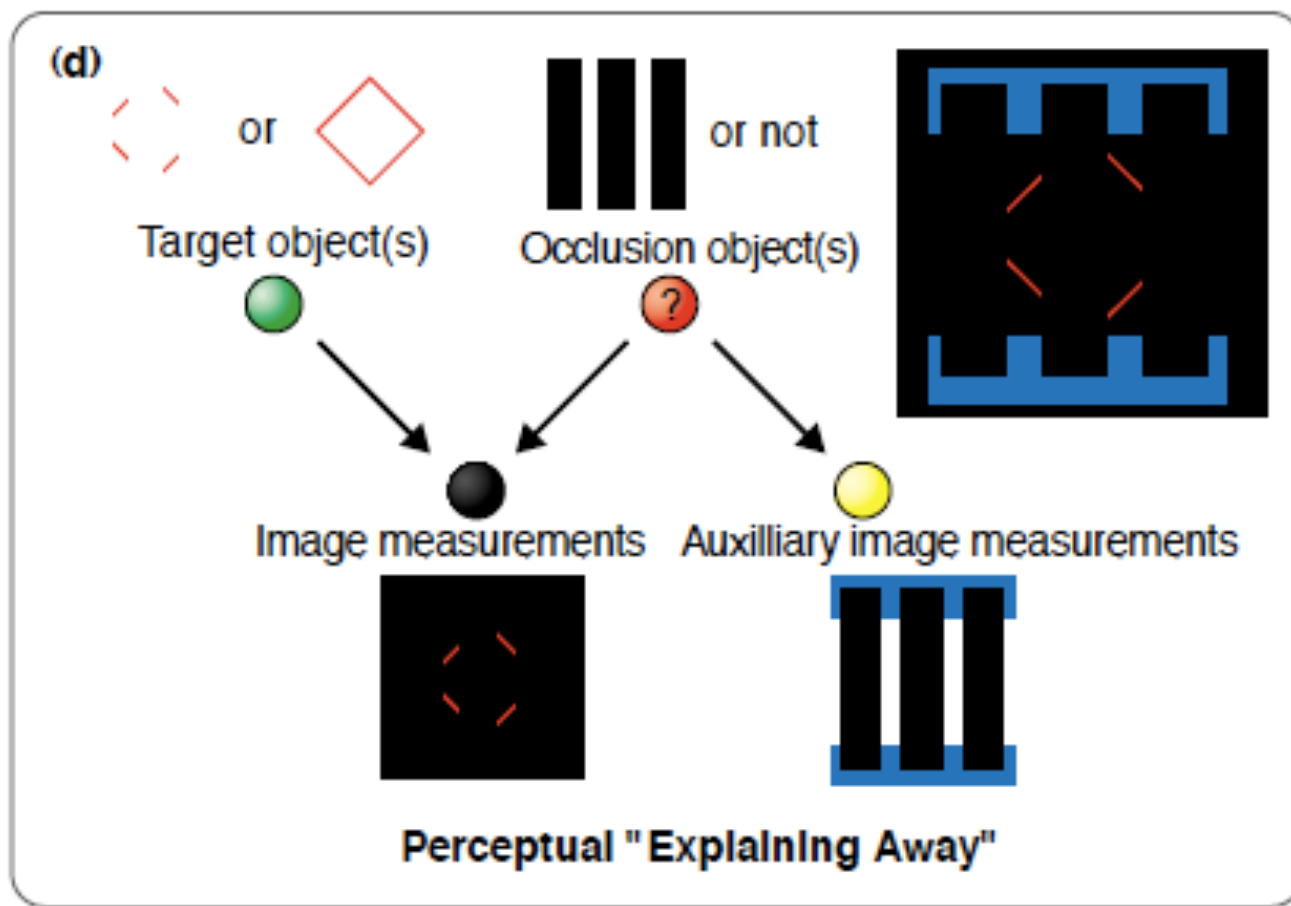 (d)
or
or not
Target object(s)
Occlusion object(s)
?
Image measurements
Auxilliary image measurements
Perceptual "Explaining Away"